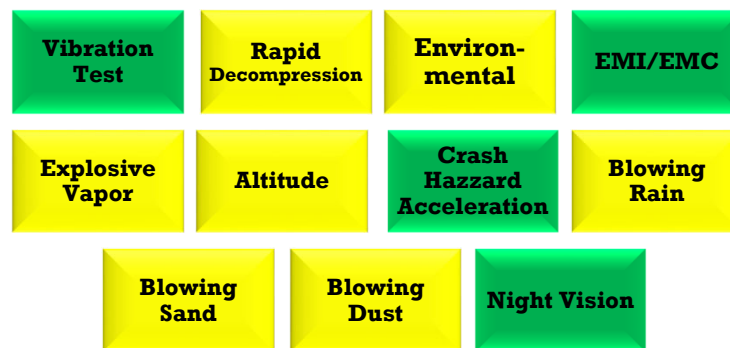 Vibration
Test
Rapid
Decompression
Environ-
mental
EMI/EMC
Explosive
Vapor
Altitude
Crash
Hazzard
Acceleration
Blowing
Rain
Blowing
Sand
Blowing
Dust
Night Vision